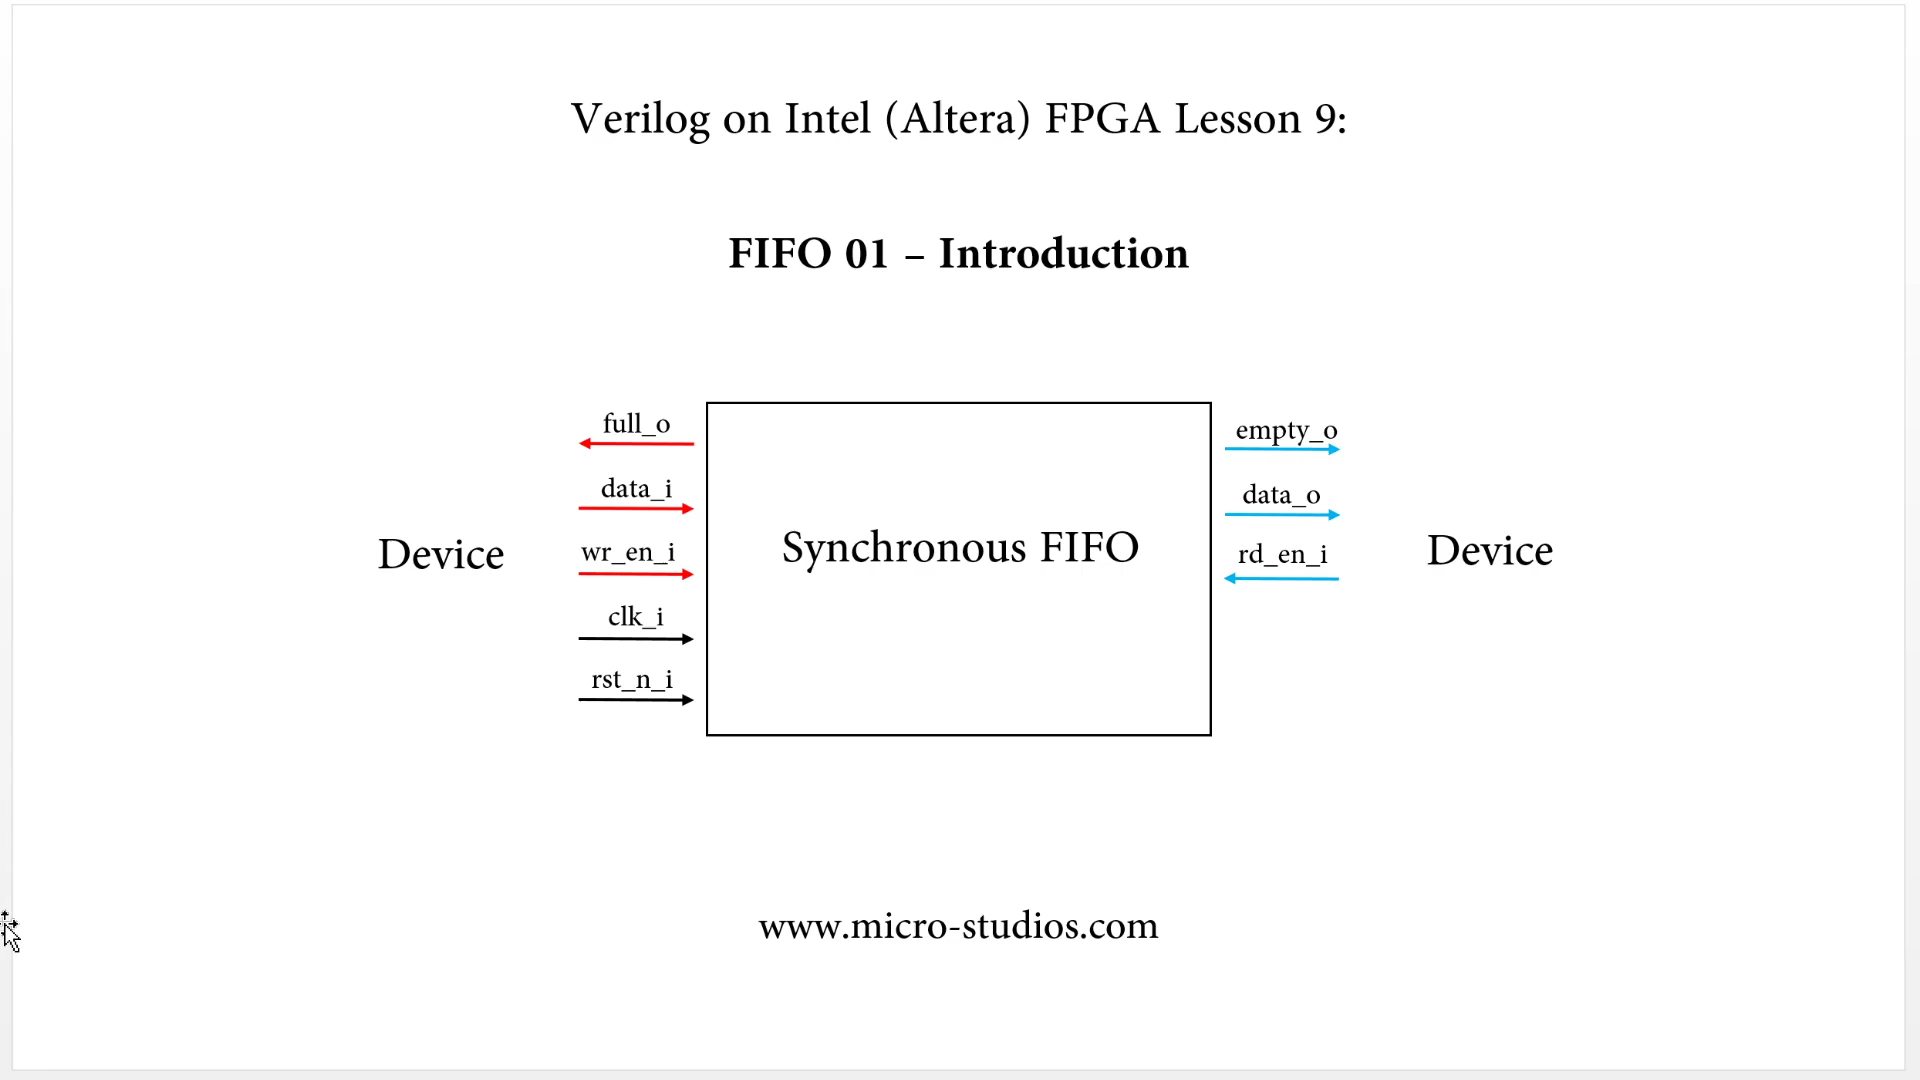 Verilog on Intel (Altera) FPGA Lesson 9:
FIFO 01 – Introduction
full_o
data_i
wr_en_i
clk_i
rst_n_i
Device
Synchronous FIFO
empty_o
data_o
rd_en_i
Device
www.micro-studios.com